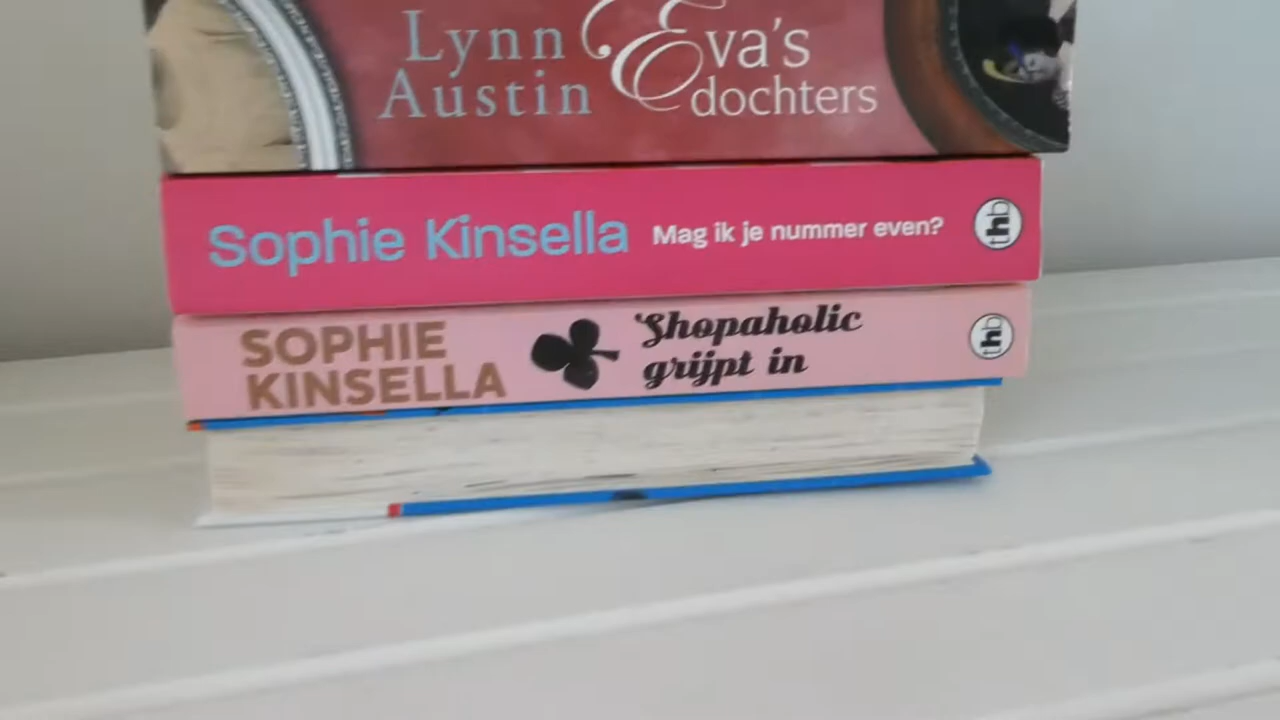 Lynn Austin
Eva's dochters
Sophie Kinsella Mag ik je nummer even? thb
SOPHIE KINSELLA
Shopaholic grijpt in
thb